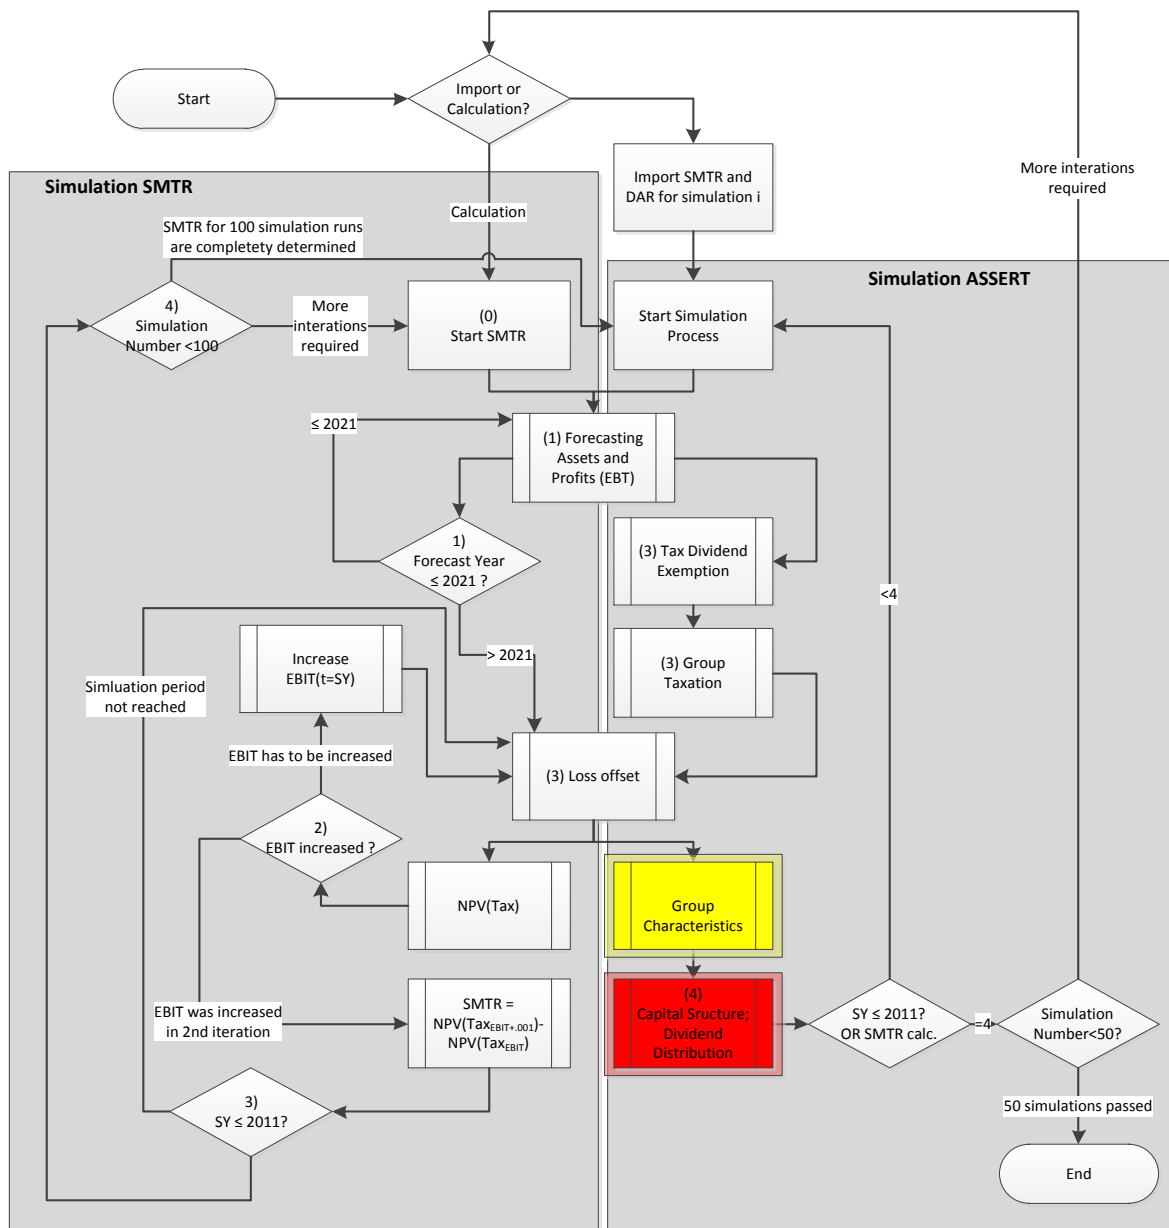 Start
Import or
Calculation?
Import SMTR and
DAR for simulation i
More interations
required
Simulation SMTR
Calculation
SMTR for 100 simulation runs
are completety determined
Simulation ASSERT
4)
Simulation
Number <100
More
interations
required
(0)
Start SMTR
Start Simulation
Process
≤ 2021
(1) Forecasting
Assets and
Profits (EBT)
1)
Forecast Year
≤ 2021 ?
(3) Tax Dividend
Exemption
<4
> 2021
Increase
EBIT(t=SY)
(3) Group
Taxation
Simluation period
not reached
EBIT has to be increased
(3) Loss offset
2)
EBIT increased ?
NPV(Tax)
Group
Characteristics
EBIT was increased
in 2nd iteration
SMTR =
NPV(TaxEBIT+.001)-
NPV(TaxEBIT)
(4)
Capital Sructure;
Dividend
Distribution
SY ≤ 2011?
OR SMTR calc.
=4
Simulation
Number<50?
3)
SY ≤ 2011?
50 simulations passed
End